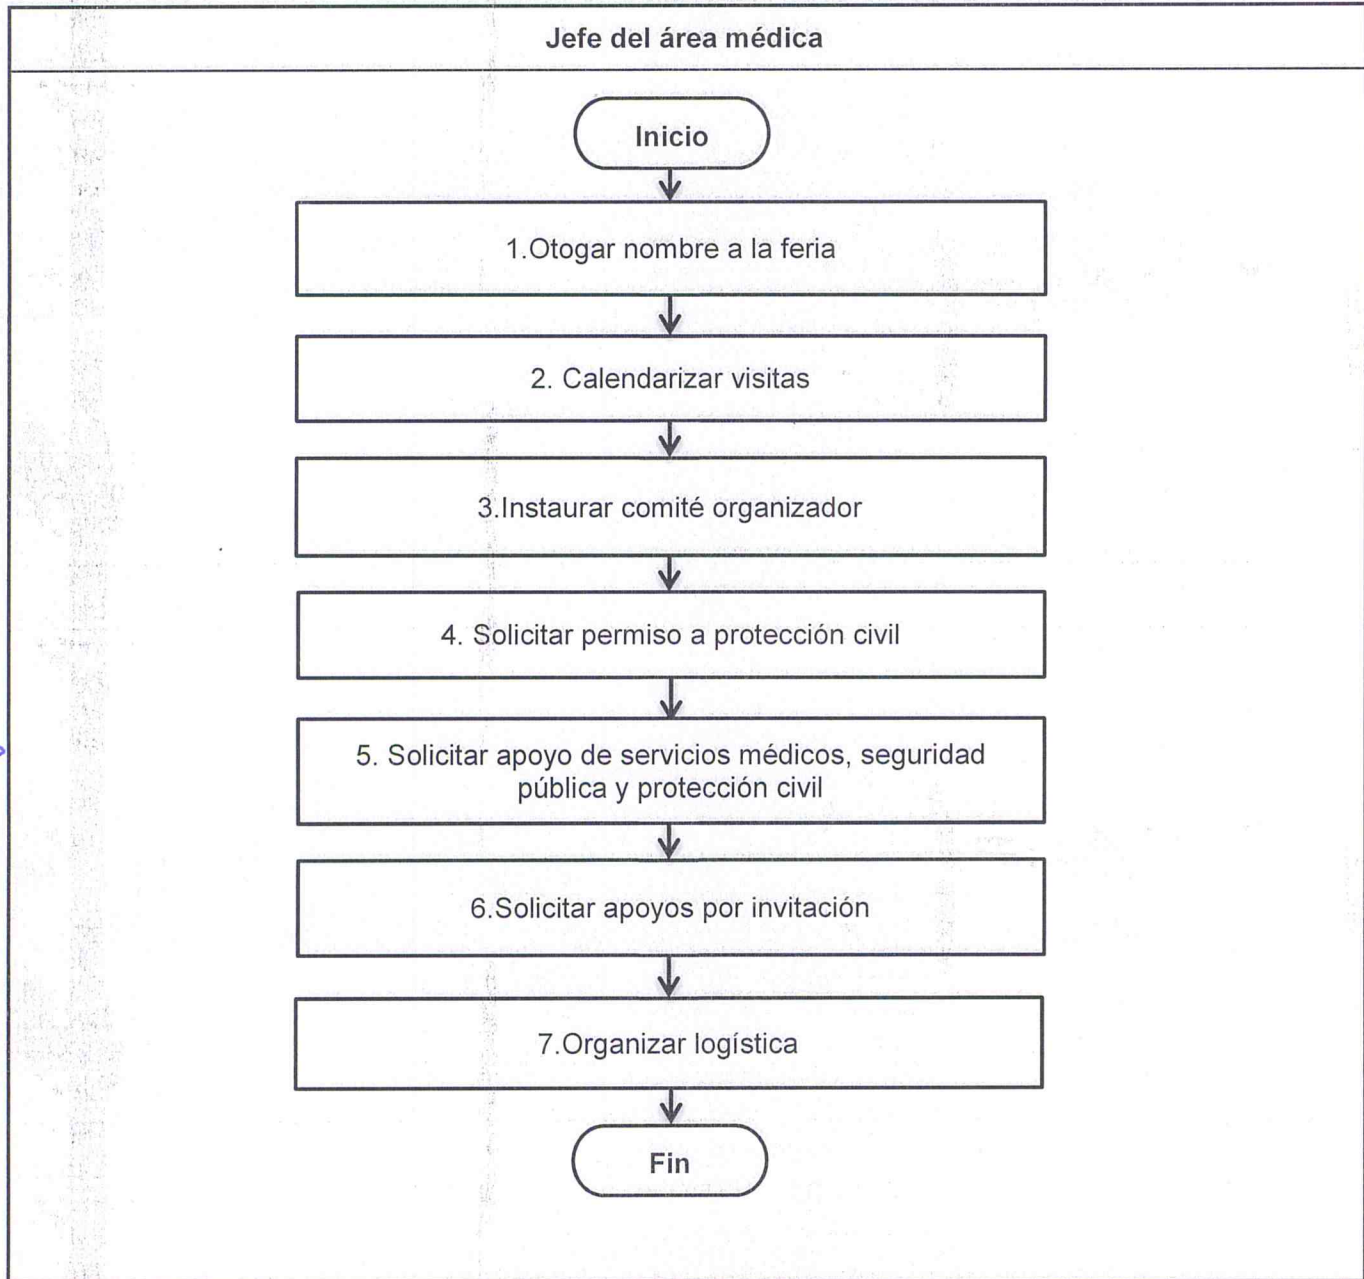 Jefe del área médica
Inicio
1.Otogar nombre a la feria
2. Calendarizar visitas
3.Instaurar comité organizador
4. Solicitar permiso a protección civil
5. Solicitar apoyo de servicios médicos, seguridad
pública y protección civil
6.Solicitar apoyos por invitación
7.Organizar logística
Fin